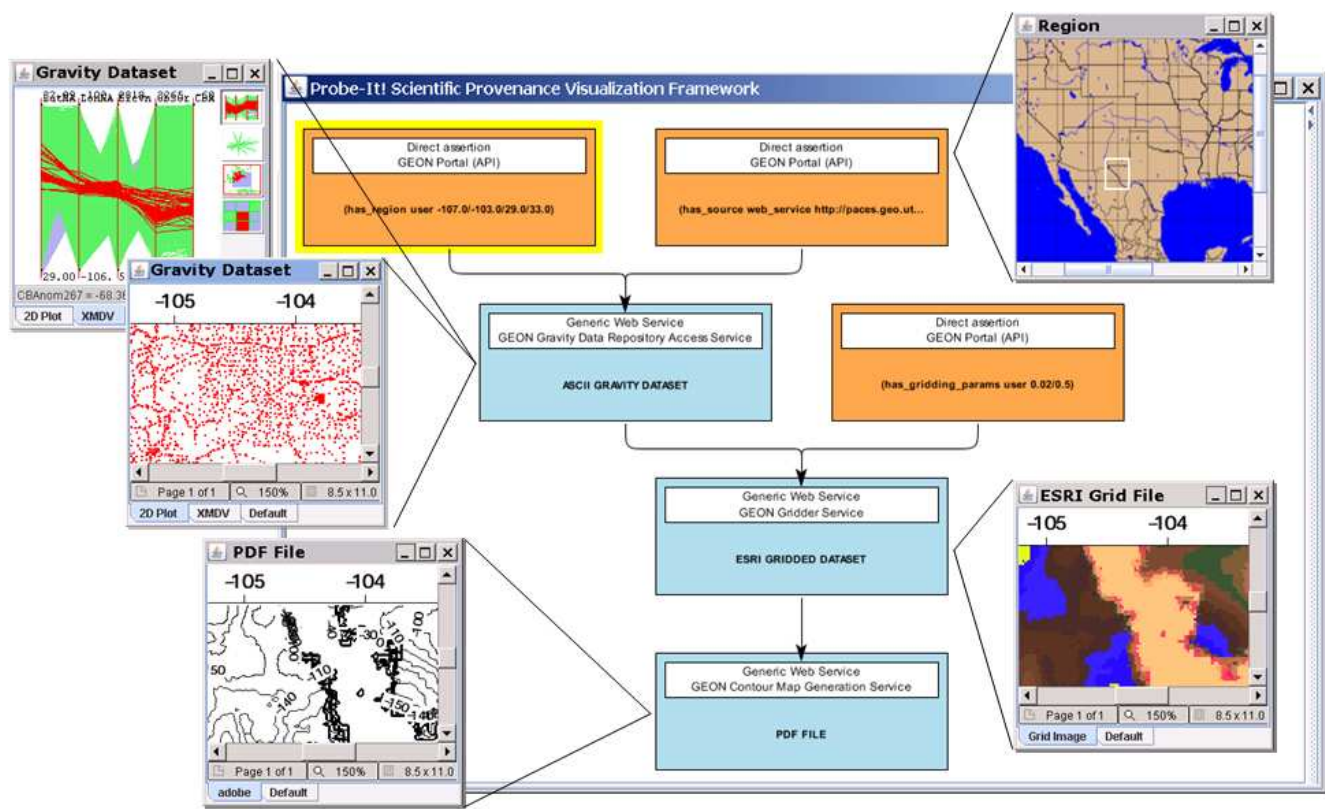 Gravity Dataset
29.00
-106.
CBAnom267 = -68.38
2D Plot XMDV
Probe-It! Scientific Provenance Visualization Framework
Region
Direct assertion
GEON Portal (API)
(has_region user -107.0/-103.0/29.0/33.0)
Direct assertion
GEON Portal (API)
(has_source web_service http://paces.geo.ut...
Gravity Dataset
-105 -104
Page 1 of 1 150% 8.5 x 11.0
2D Plot XMDV Default
Generic Web Service
GEON Gravity Data Repository Access Service
ASCII GRAVITY DATASET
Direct assertion
GEON Portal (API)
(has_gridding_params user 0.02/0.5)
Generic Web Service
GEON Gridder Service
ESRI GRIDDED DATASET
ESRI Grid File
-105 -104
Page 1 of 1 150% 8.5 x 11.0
Grid Image Default
PDF File
-105 -104
-100
-110
-30
50
-110
-140
-150
-140
Page 1 of 1 150% 8.5 x 11.0
adobe Default
Generic Web Service
GEON Contour Map Generation Service
PDF FILE